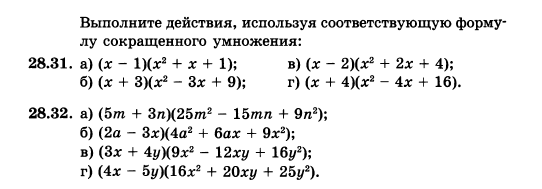 Выполните действия, используя соответствующую форму-
лу сокращенного умножения:
28.31. а) (x − 1)(x² + x + 1); в) (x − 2)(x² + 2x + 4);
б) (x + 3)(x² − 3x + 9); г) (x + 4)(x² − 4x + 16).
28.32. а) (5m + 3n)(25m² − 15mn + 9n²);
б) (2a − 3x)(4a² + 6ax + 9x²);
в) (3x + 4y)(9x² − 12xy + 16y²);
г) (4x − 5y)(16x² + 20xy + 25y²).